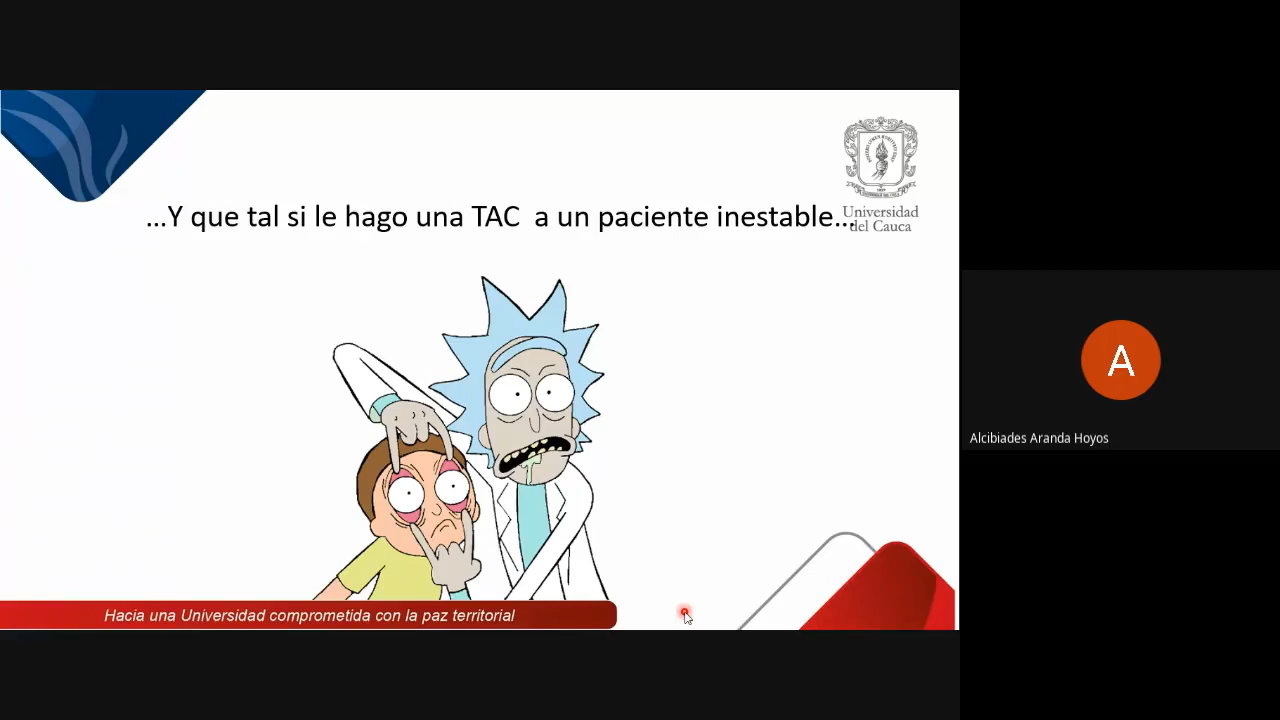 ...Y que tal si le hago una TAC  a un paciente inestable...
Universidad
del Cauca
A
Alcibiades Aranda Hoyos
Hacia una Universidad comprometida con la paz territorial